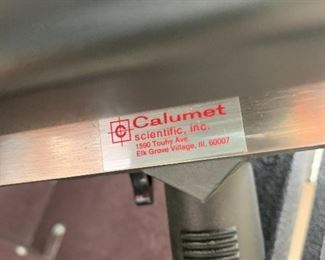 Calumet
scientific, inc.
1590 Touhy Ave
Elk Grove Village, Ill. 60007